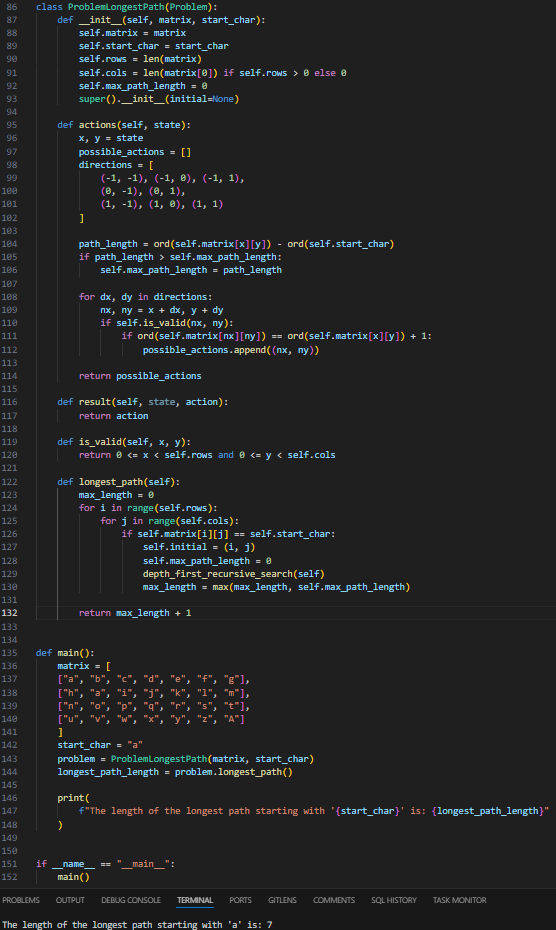 86 class ProblemLongestPath(Problem):
87     def __init__(self, matrix, start_char):
88         self.matrix = matrix
89         self.start_char = start_char
90         self.rows = len(matrix)
91         self.cols = len(matrix[0]) if self.rows > 0 else 0
92         self.max_path_length = 0
93         super().__init__(initial=None)
94
95     def actions(self, state):
96         x, y = state
97         possible_actions = []
98         directions = [
99             (-1, -1), (-1, 0), (-1, 1),
100             (0, -1), (0, 1),
101             (1, -1), (1, 0), (1, 1)
102         ]
103
104         path_length = ord(self.matrix[x][y]) - ord(self.start_char)
105         if path_length > self.max_path_length:
106             self.max_path_length = path_length
107
108         for dx, dy in directions:
109             nx, ny = x + dx, y + dy
110             if self.is_valid(nx, ny):
111                 if ord(self.matrix[nx][ny]) == ord(self.matrix[x][y]) + 1:
112                     possible_actions.append((nx, ny))
113
114         return possible_actions
115
116     def result(self, state, action):
117         return action
118
119     def is_valid(self, x, y):
120         return 0 <= x < self.rows and 0 <= y < self.cols
121
122     def longest_path(self):
123         max_length = 0
124         for i in range(self.rows):
125             for j in range(self.cols):
126                 if self.matrix[i][j] == self.start_char:
127                     self.initial = (i, j)
128                     self.max_path_length = 0
129                     depth_first_recursive_search(self)
130                     max_length = max(max_length, self.max_path_length)
131
132         return max_length + 1
133
134
135 def main():
136     matrix = [
137     ["a", "b", "c", "d", "e", "f", "g"],
138     ["h", "a", "i", "j", "k", "l", "m"],
139     ["n", "o", "p", "q", "r", "s", "t"],
140     ["u", "v", "w", "x", "y", "z", "A"]
141     ]
142     start_char = "a"
143     problem = ProblemLongestPath(matrix, start_char)
144     longest_path_length = problem.longest_path()
145
146     print(
147         f"The length of the longest path starting with '{start_char}' is: {longest_path_length}"
148     )
149
150
151 if __name__ == "__main__":
152     main()
PROBLEMS OUTPUT DEBUG CONSOLE TERMINAL PORTS GITLENS COMMENTS SQL HISTORY TASK MONITOR
The length of the longest path starting with 'a' is: 7